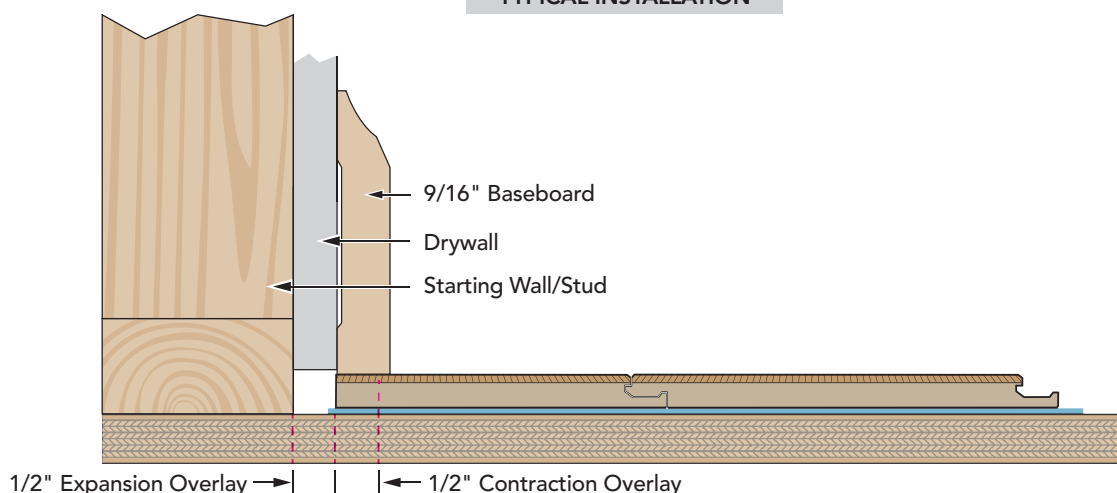 TYPICAL INSTALLATION
9/16" Baseboard
Drywall
Starting Wall/Stud
1/2" Expansion Overlay
1/2" Contraction Overlay